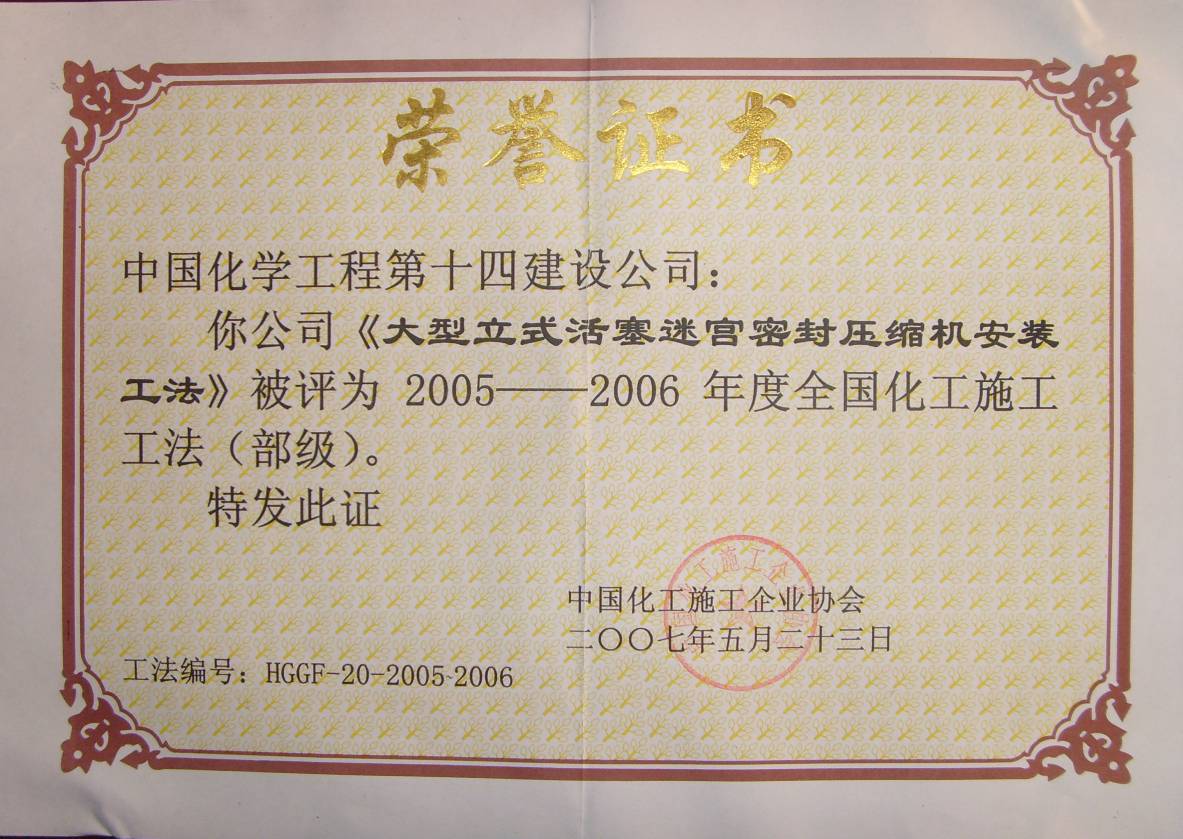 荣誉证书
中国化学工程第十四建设公司：
你公司《大型立式活塞迷宫密封压缩机安装
工法》被评为 2005——2006 年度全国化工施工
工法（部级）。
特发此证
中国化工施工企业协会
二〇〇七年五月二十三日
工法编号：HGGF-20-2005-2006